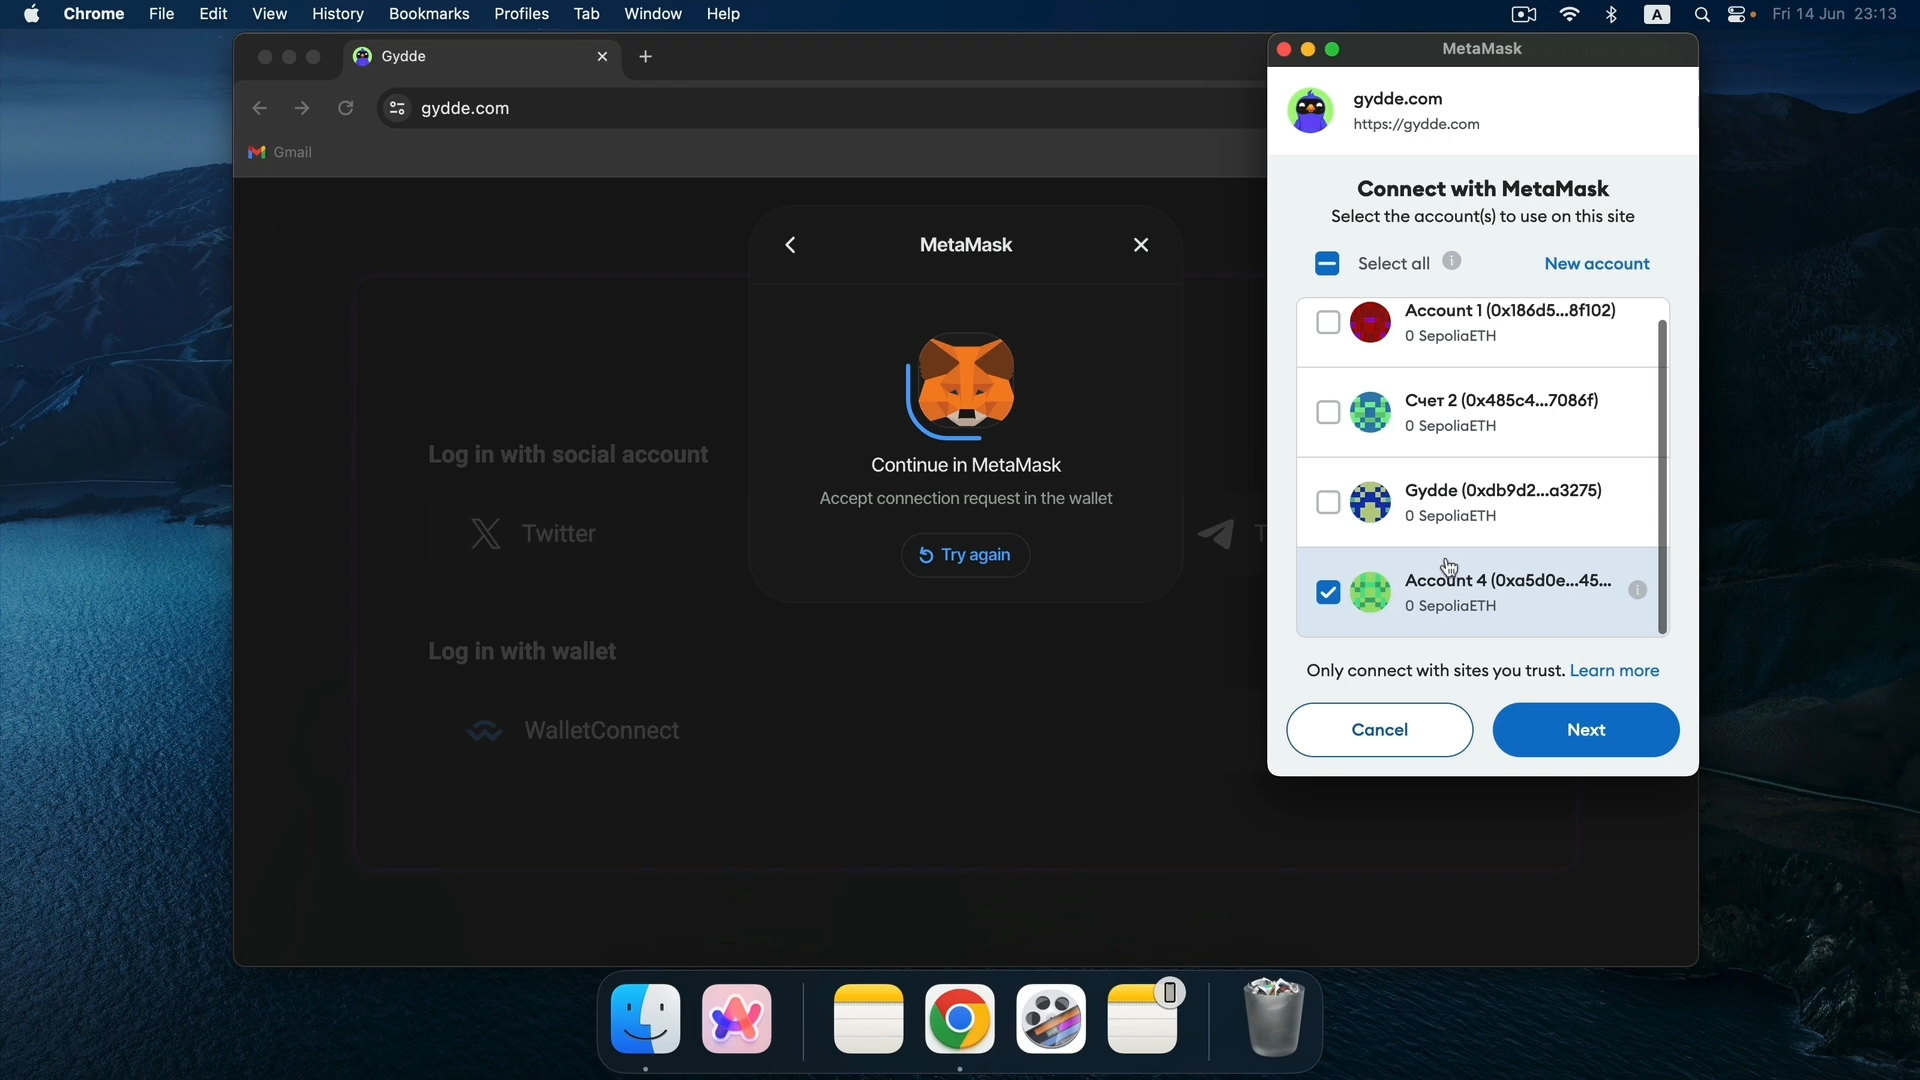 Chrome File Edit View History Bookmarks Profiles Tab Window Help
A
Fri 14 Jun 23:13
Gydde
gydde.com
Gmail
Gydde
Log in with social account
Twitter
T
Log in with wallet
WalletConnect
MetaMask
Continue in MetaMask
Accept connection request in the wallet
Try again
MetaMask
gydde.com
https://gydde.com
Connect with MetaMask
Select the account(s) to use on this site
Select all
New account
Account 1 (0x186d5...8f102)
0 SepoliaETH
Счет 2 (0x485c4...7086f)
0 SepoliaETH
Gydde (0xdb9d2...a3275)
0 SepoliaETH
Account 4 (0xa5d0e...45...
0 SepoliaETH
Only connect with sites you trust. Learn more
Cancel
Next